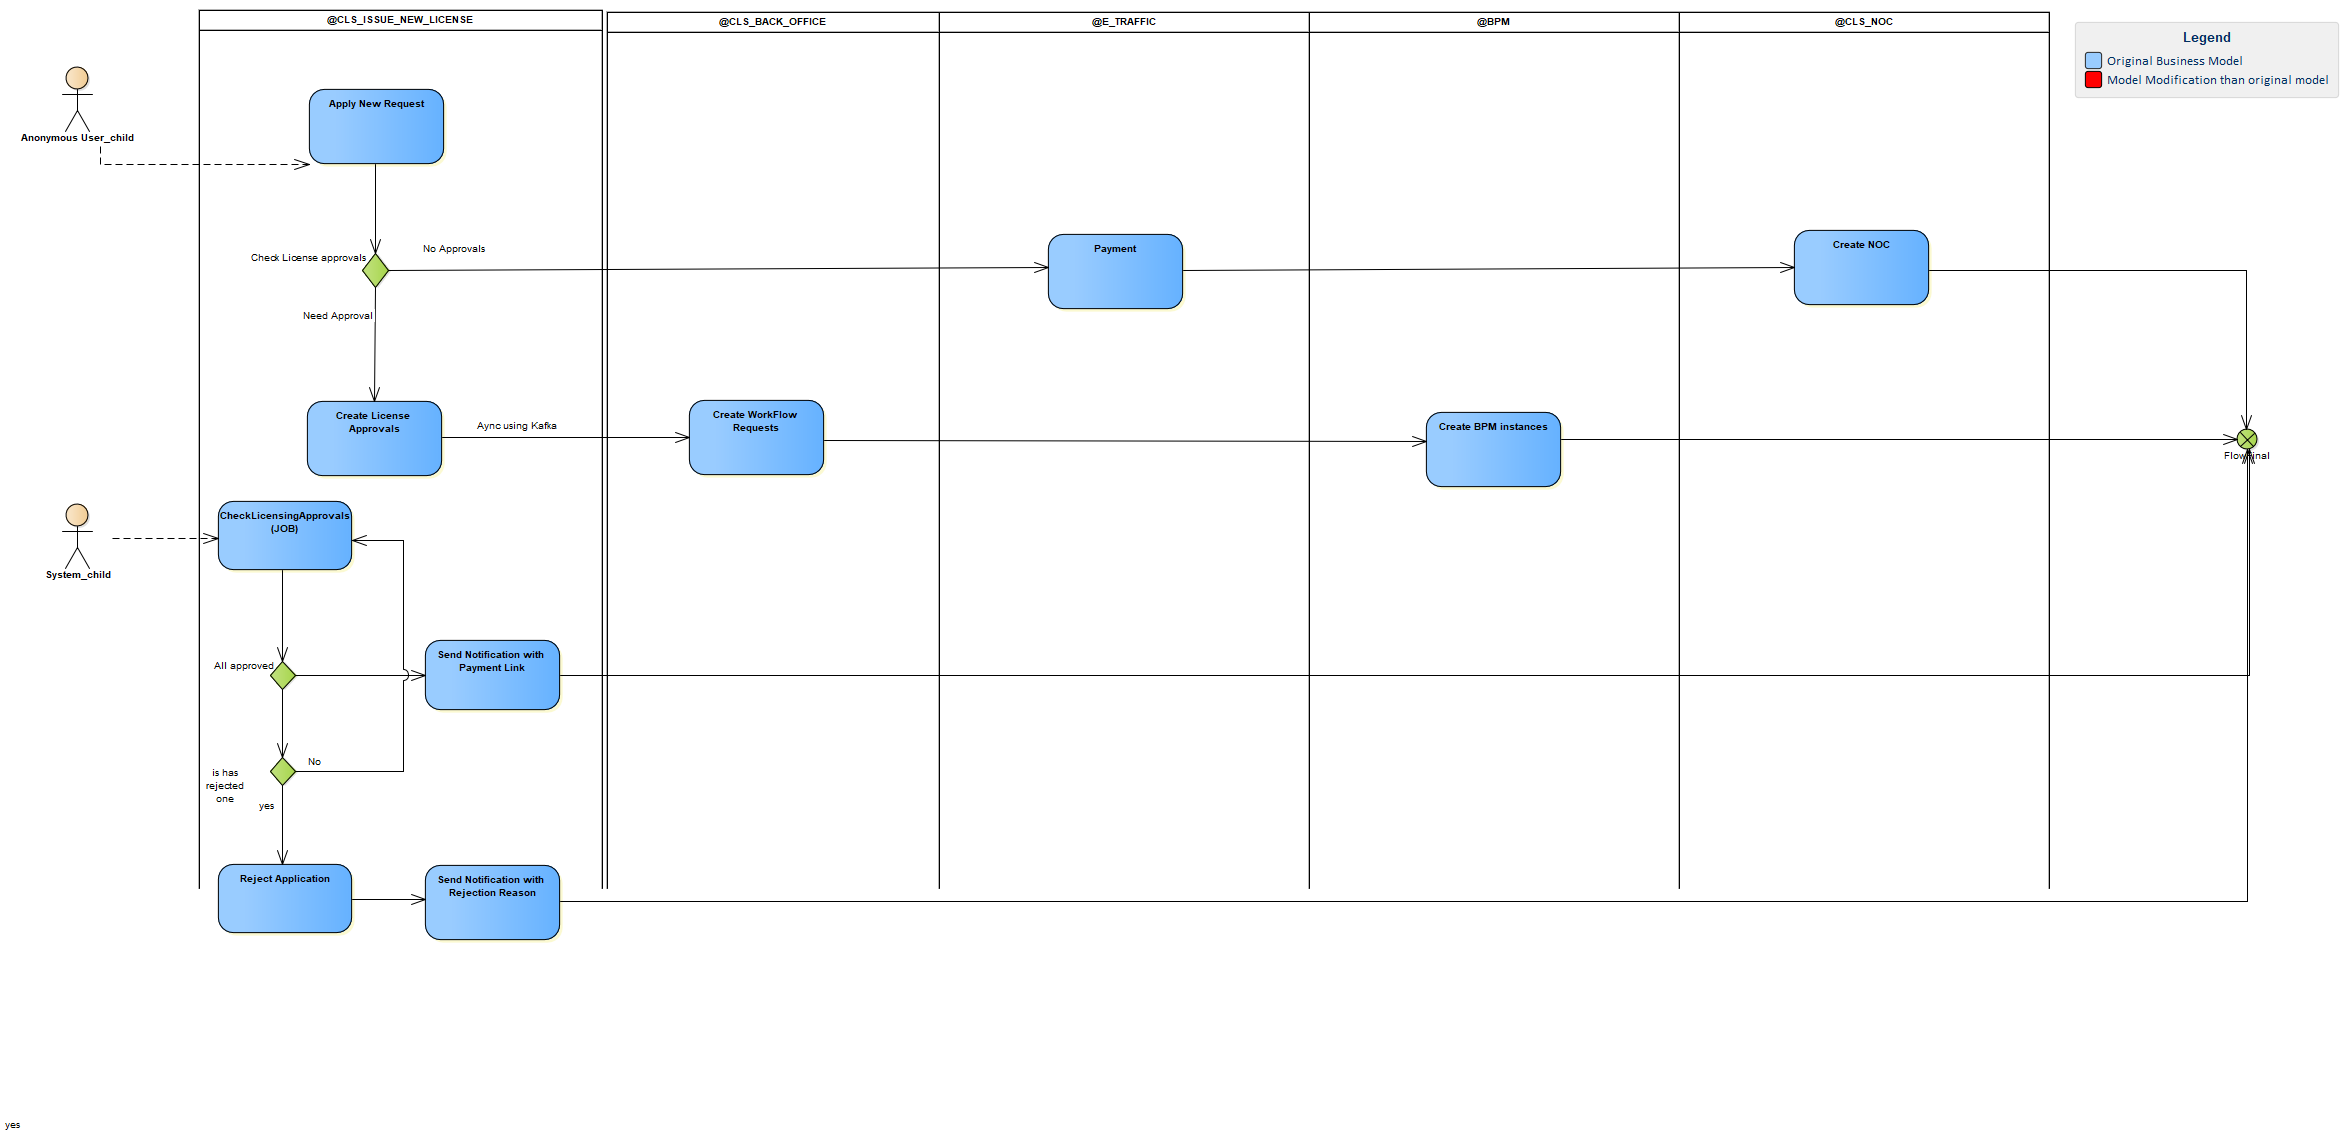 @CLS_ISSUE_NEW_LICENSE
@CLS_BACK_OFFICE
@E_TRAFFIC
@BPM
@CLS_NOC
Legend
Original Business Model
Model Modification than original model
Anonymous User_child
Apply New Request
Check License approvals
No Approvals
Payment
Create NOC
Need Approval
Create License
Approvals
Aync using Kafka
Create WorkFlow
Requests
Create BPM instances
FlowFinal
System_child
CheckLicensingApprovals
(JOB)
All approved
Send Notification with
Payment Link
No
is has
rejected
one
yes
Reject Application
Send Notification with
Rejection Reason
yes